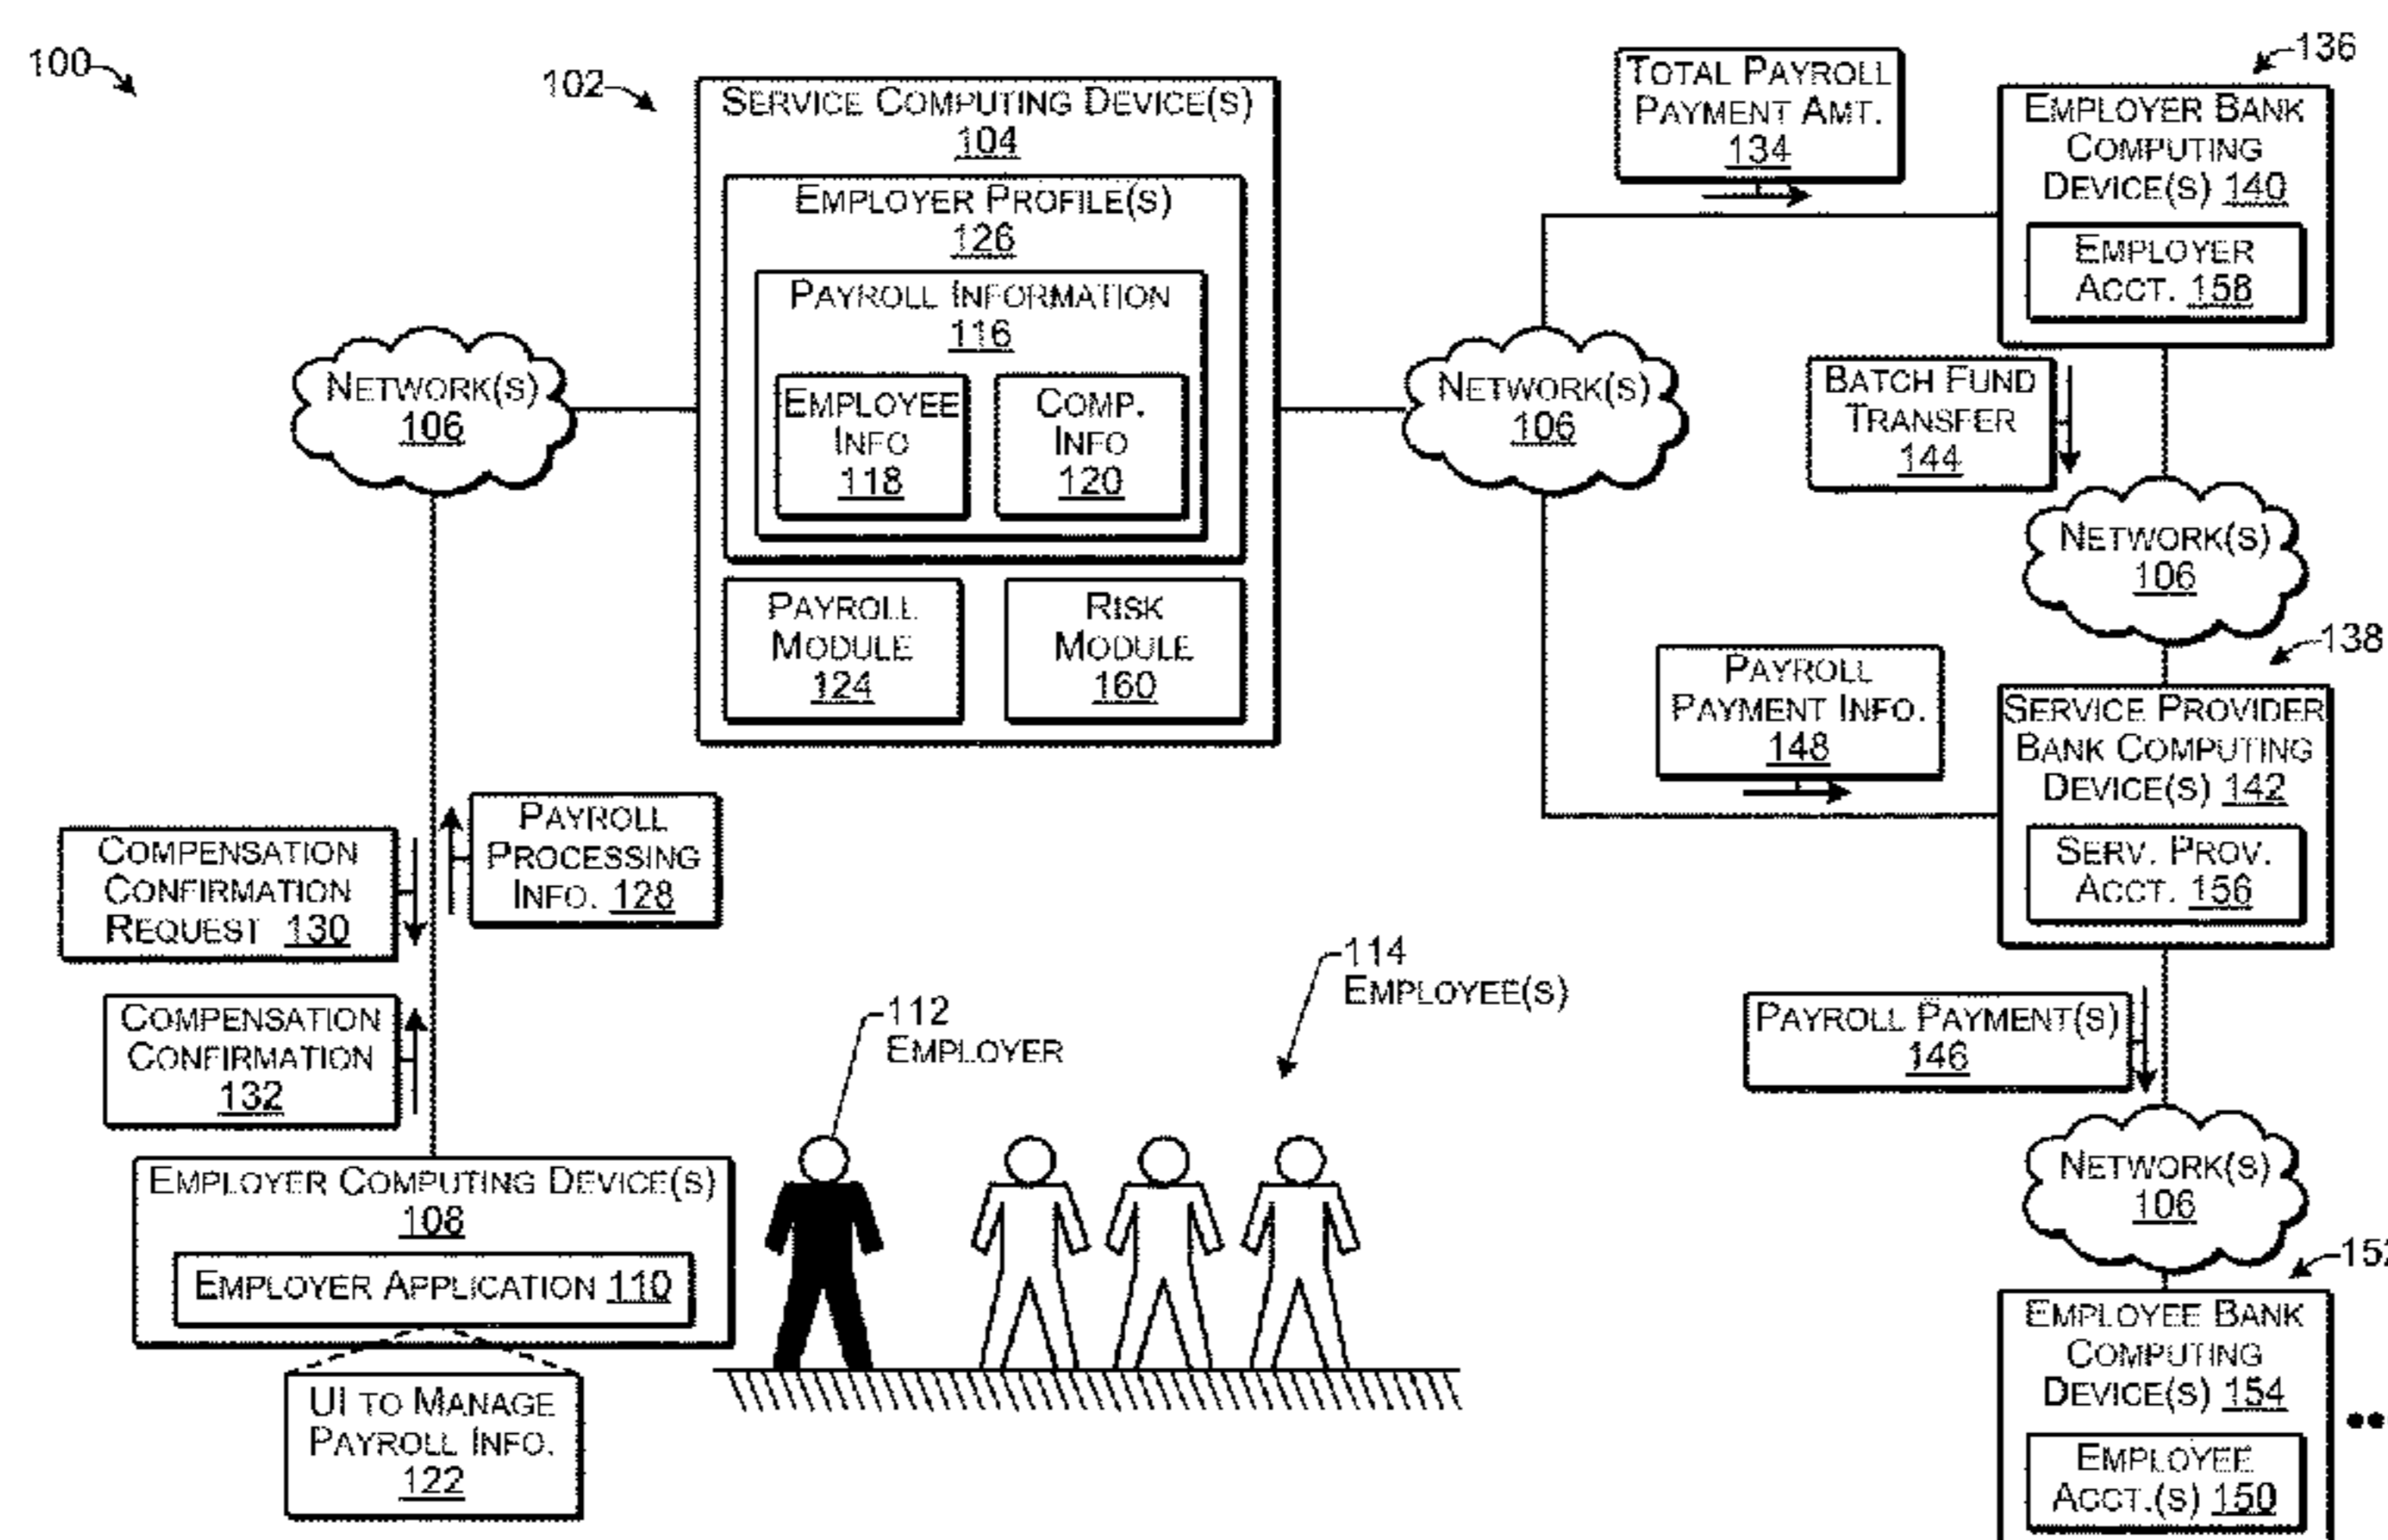 100
102
SERVICE COMPUTING DEVICE(S)
104
EMPLOYER PROFILE(S)
126
PAYROLL INFORMATION
116
EMPLOYEE
INFO
118
COMP.
INFO
120
PAYROLL
MODULE
124
RISK
MODULE
160
NETWORK(S)
106
COMPENSATION
CONFIRMATION
REQUEST 130
PAYROLL
PROCESSING
INFO. 128
COMPENSATION
CONFIRMATION
132
EMPLOYER COMPUTING DEVICE(S)
108
EMPLOYER APPLICATION 110
UI TO MANAGE
PAYROLL INFO.
122
112
EMPLOYER
114
EMPLOYEE(S)
NETWORK(S)
106
TOTAL PAYROLL
PAYMENT AMT.
134
136
EMPLOYER BANK
COMPUTING
DEVICE(S) 140
EMPLOYER
ACCT. 158
BATCH FUND
TRANSFER
144
NETWORK(S)
106
138
PAYROLL
PAYMENT INFO.
148
SERVICE PROVIDER
BANK COMPUTING
DEVICE(S) 142
SERV. PROV.
ACCT. 156
PAYROLL PAYMENT(S)
146
NETWORK(S)
106
152
EMPLOYEE BANK
COMPUTING
DEVICE(S) 154
EMPLOYEE
ACCT.(S) 150